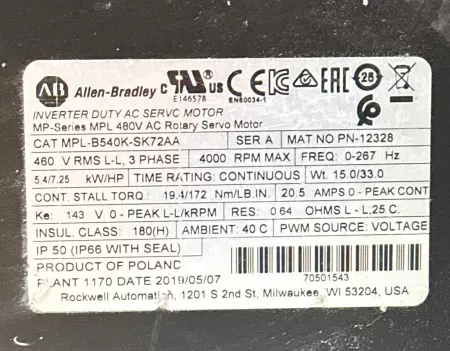 AB Allen-Bradley c UL us CE EAC 25
E146578 EN60034-1
INVERTER DUTY AC SERVO MOTOR
MP-Series MPL 480V AC Rotary Servo Motor
CAT MPL-B540K-SK72AA SER A MAT NO PN-12328
460 V RMS L-L, 3 PHASE 4000 RPM MAX FREQ: 0-267 Hz
5.4/7.25 kW/HP TIME RATING: CONTINUOUS Wt. 15.0/33.0
CONT. STALL TORQ: 19.4/172 Nm/LB.IN. 20.5 AMPS 0 - PEAK CONT
Ke: 143 V 0 - PEAK L-L/kRPM RES: 0.64 OHMS L - L,25 C.
INSUL. CLASS: 180(H) AMBIENT: 40 C PWM SOURCE: VOLTAGE
IP 50 (IP66 WITH SEAL)
PRODUCT OF POLAND
PLANT 1170 DATE 2019/05/07 70501543
Rockwell Automation, 1201 S 2nd St, Milwaukee, WI 53204, USA